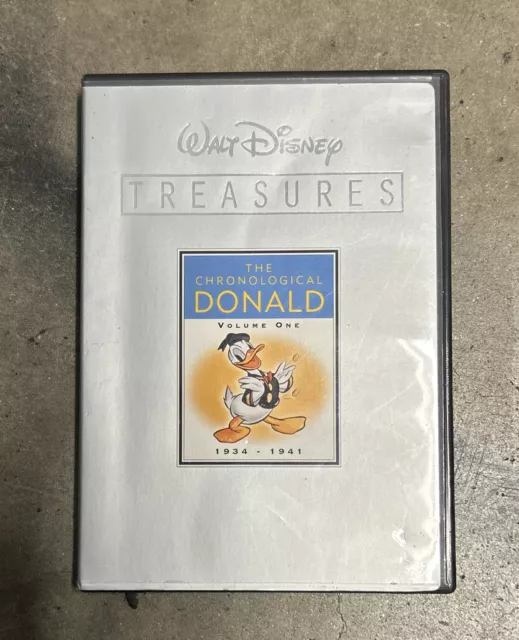 WALT DISNEY
TREASURES
THE
CHRONOLOGICAL
DONALD
VOLUME ONE
1934 - 1941